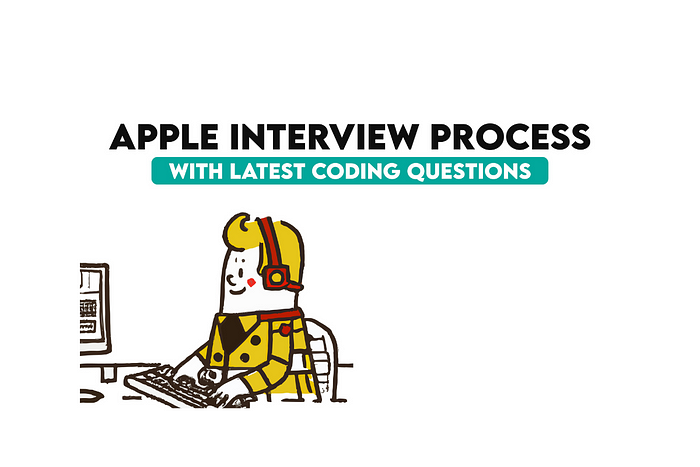 APPLE INTERVIEW PROCESS
WITH LATEST CODING QUESTIONS